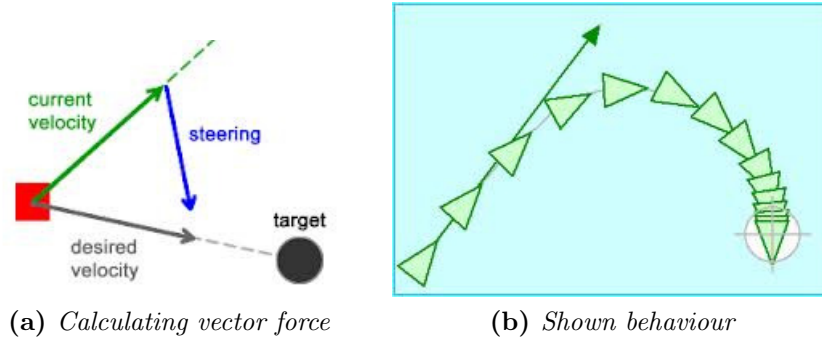 current
velocity
steering
target
desired
velocity
(a) Calculating vector force
(b) Shown behaviour